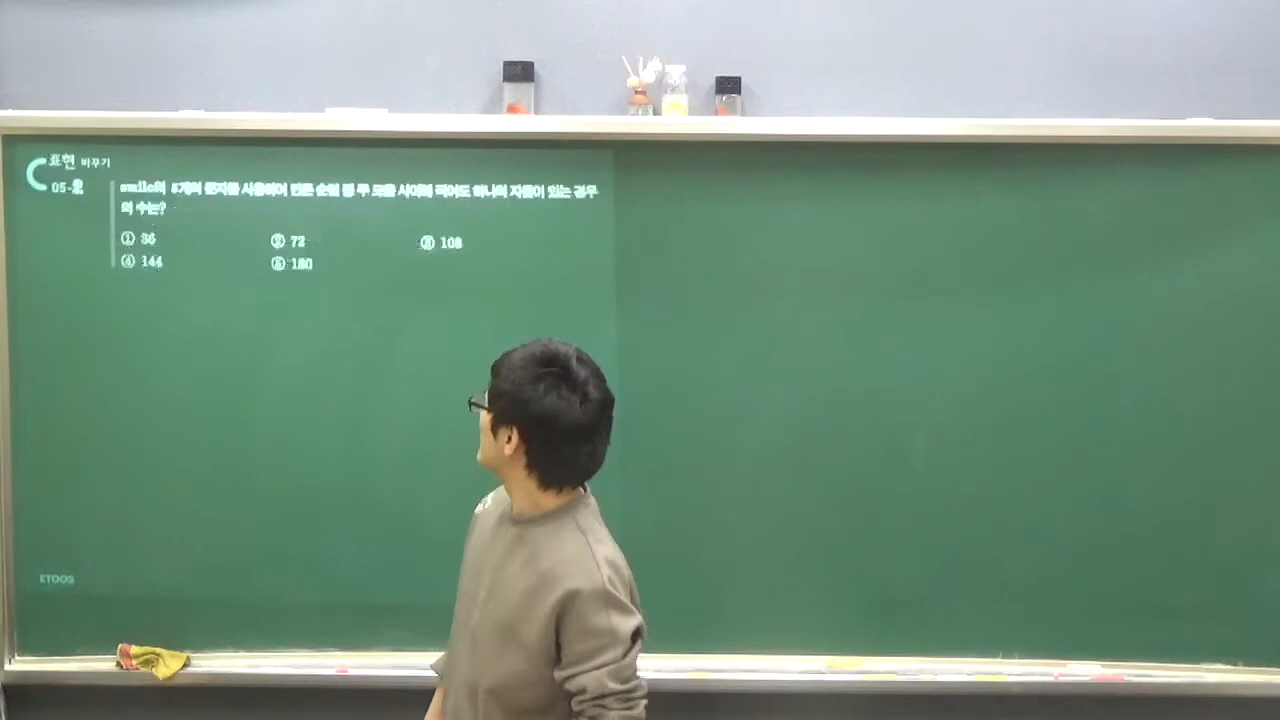 표현 바꾸기
05-
smile의 5개의 문자를 사용하여 만든 순열 중 두 모음 사이에 적어도 하나의 자음이 있는 경우
의 수는?
① 36 ② 72 ③ 108
④ 144 ⑤ 180
ETOOS